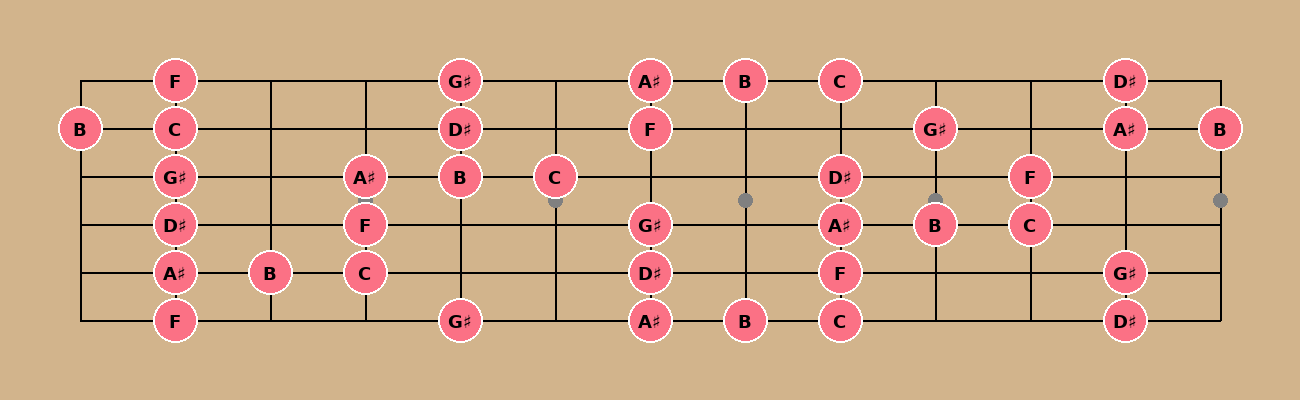 F G♯ A♯ B C D♯
B C D♯ F G♯ A♯ B
G♯ A♯ B C D♯ F
D♯ F G♯ A♯ B C
A♯ B C D♯ F G♯
F G♯ A♯ B C D♯